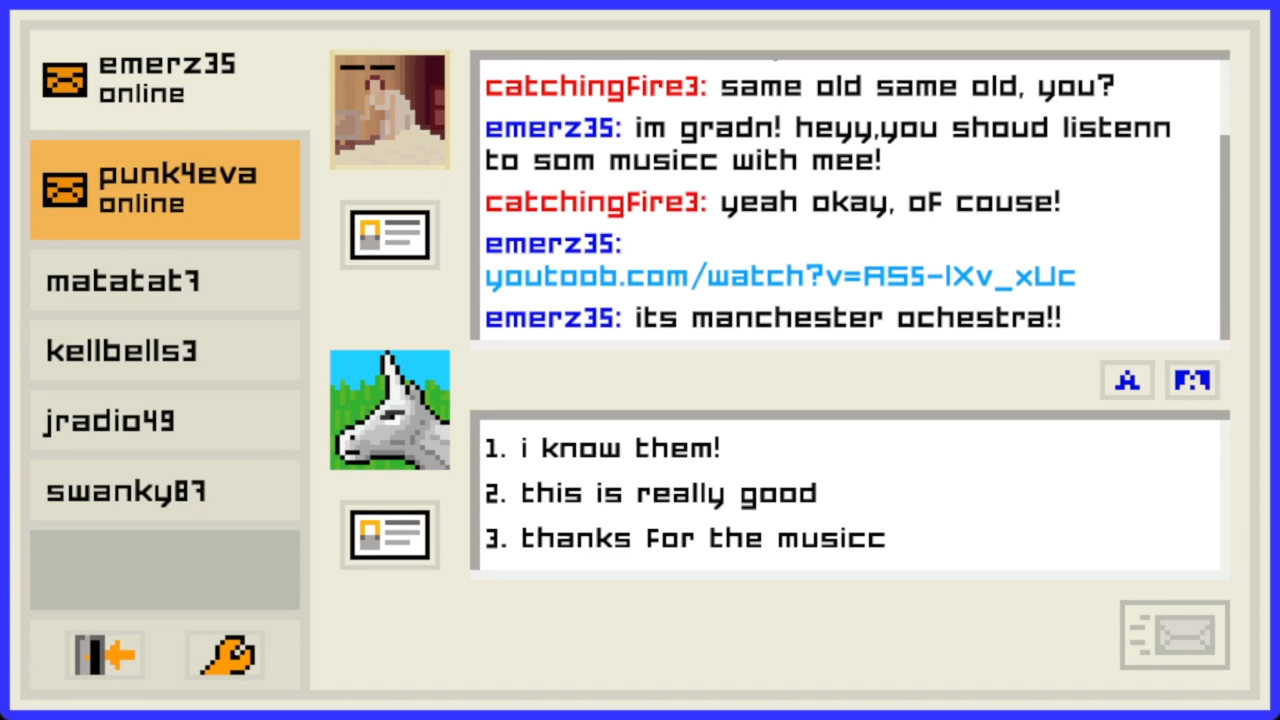 emerz35
online
punk4eva
online
matatat7
kellbells3
jradio49
swanky87
catchingFire3: same old same old, you?
emerz35: im gradn! heyy,you shoud listenn
to som musicc with mee!
catchingFire3: yeah okay, oF couse!
emerz35:
youtoob.com/watch?v=AS5-IXv_xUc
emerz35: its manchester ochestra!!
A
1. i know them!
2. this is really good
3. thanks For the musicc